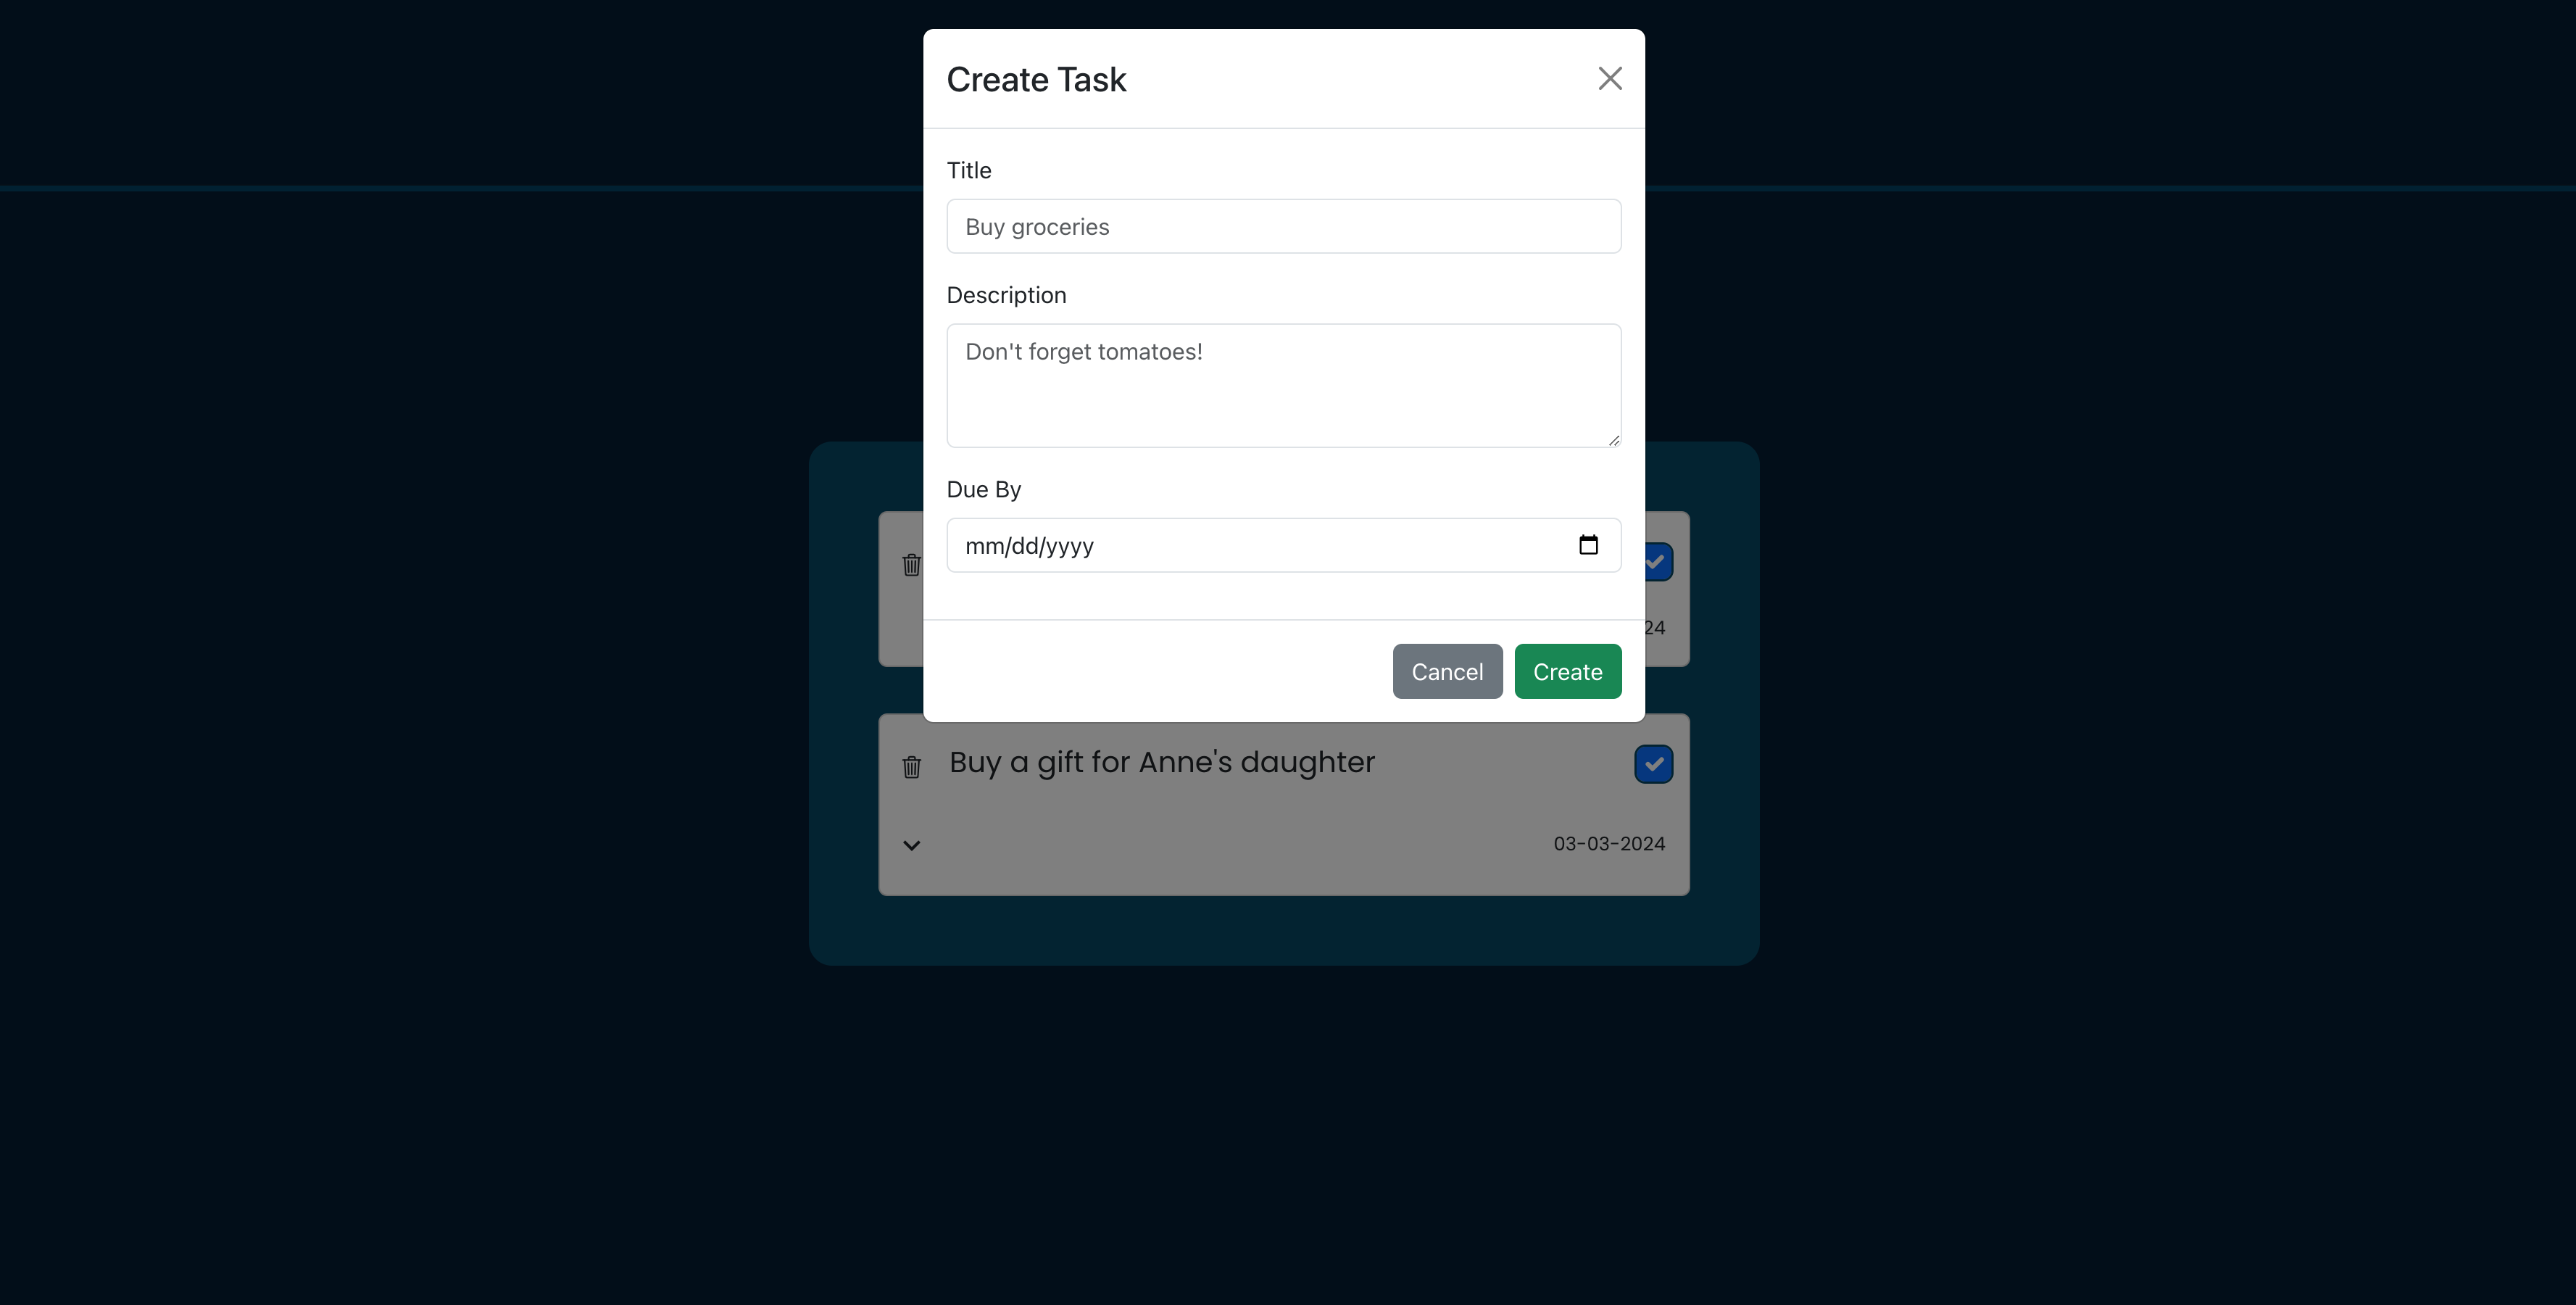 Create Task
Title
Buy groceries
Description
Don't forget tomatoes!
Due By
mm/dd/yyyy
24
Cancel Create
Buy a gift for Anne's daughter
03-03-2024